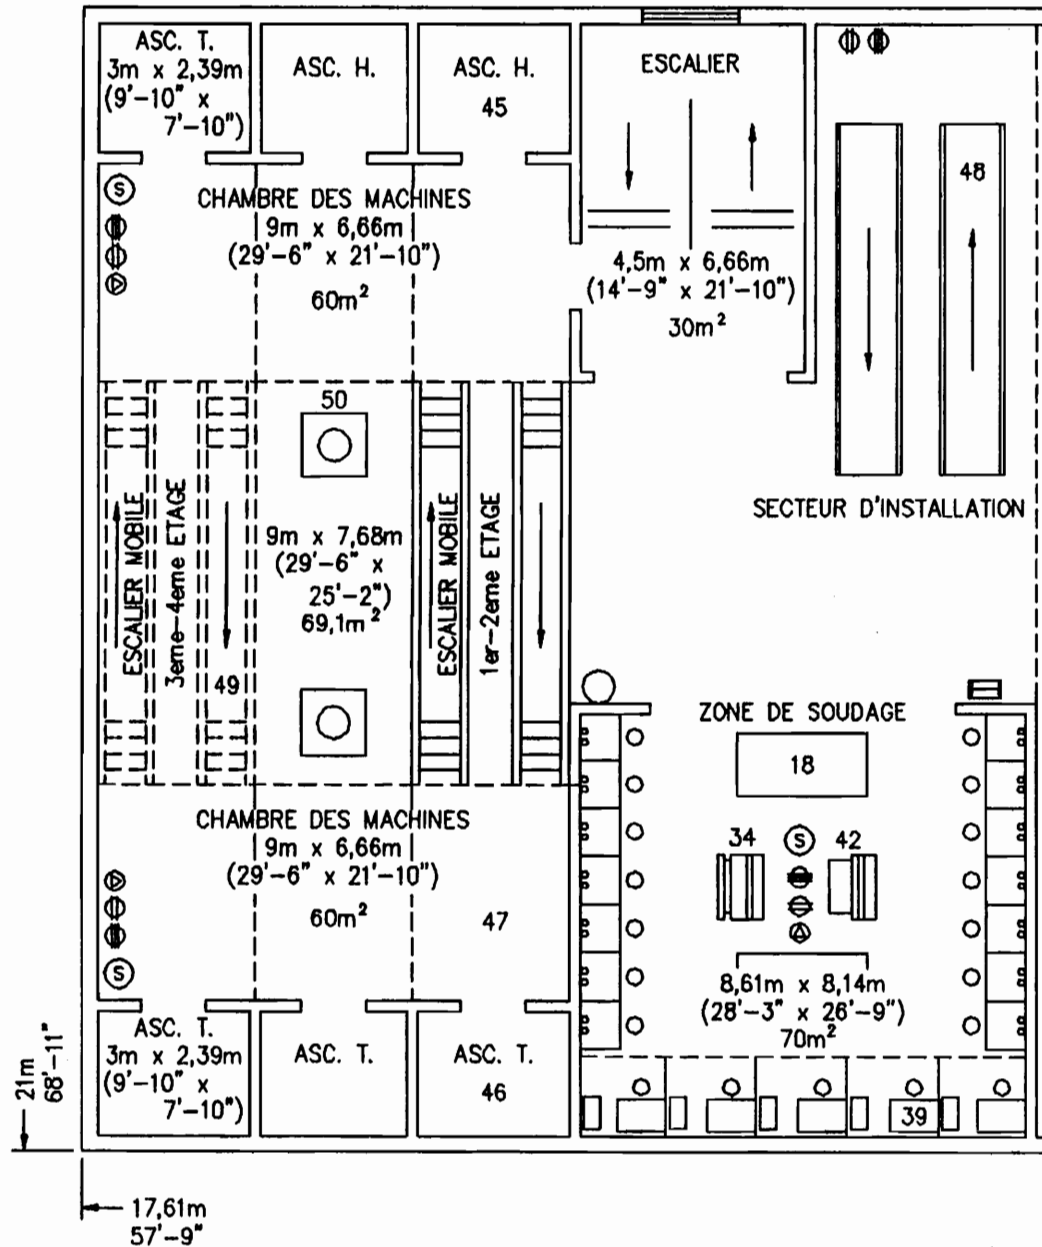 ASC. T.
3m x 2,39m
(9'-10" x
7'-10")
ASC. H.
ASC. H.
45
ESCALIER
48
S
CHAMBRE DES MACHINES
9m x 6,66m
(29'-6" x 21'-10")
60m²
4,5m x 6,66m
(14'-9" x 21'-10")
30m²
SECTEUR D'INSTALLATION
ESCALIER MOBILE
3eme-4eme ETAGE
49
50
9m x 7,68m
(29'-6" x
25'-2")
69,1m²
ESCALIER MOBILE
1er-2eme ETAGE
ZONE DE SOUDAGE
18
34
S
42
8,61m x 8,14m
(28'-3" x 26'-9")
70m²
39
CHAMBRE DES MACHINES
9m x 6,66m
(29'-6" x 21'-10")
60m²
47
S
ASC. T.
3m x 2,39m
(9'-10" x
7'-10")
ASC. T.
ASC. T.
46
21m
68'-11"
17,61m
57'-9"